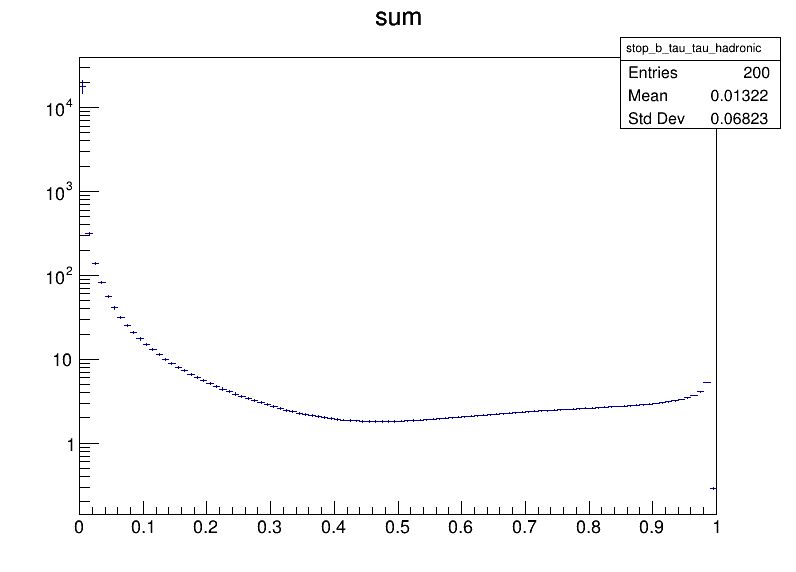 sum
stop_b_tau_tau_hadronic
Entries 200
Mean 0.01322
Std Dev 0.06823
10^4
10^3
10^2
10
1
0 0.1 0.2 0.3 0.4 0.5 0.6 0.7 0.8 0.9 1